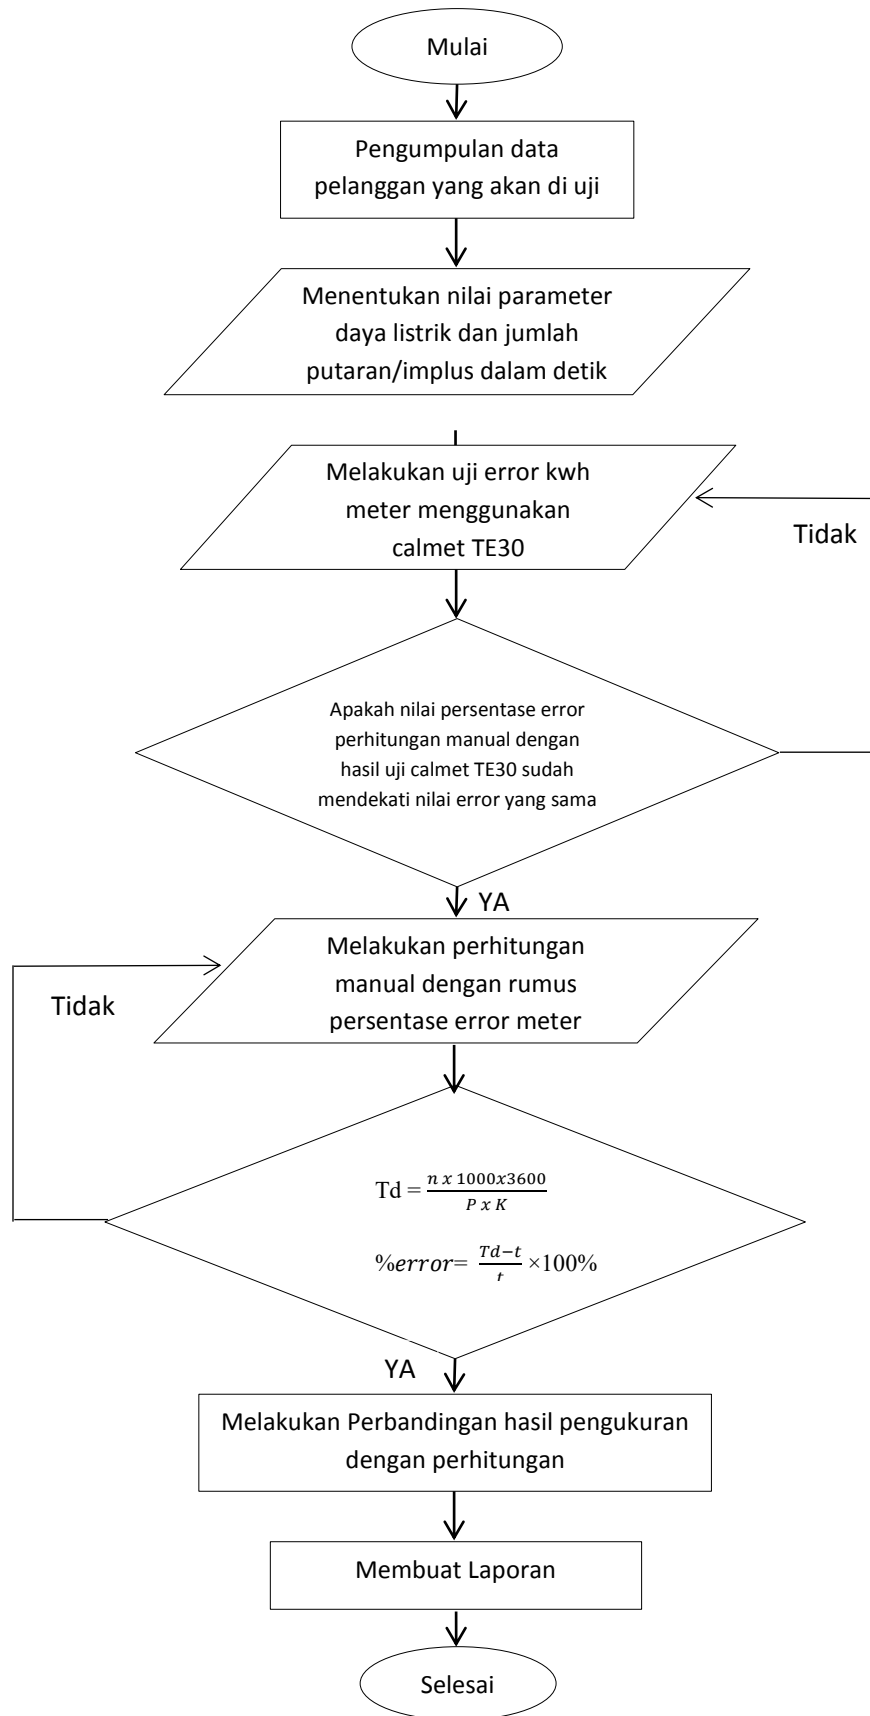 Mulai
Pengumpulan data
pelanggan yang akan di uji
Menentukan nilai parameter
daya listrik dan jumlah
putaran/implus dalam detik
Melakukan uji error kwh
meter menggunakan
calmet TE30
Tidak
Apakah nilai persentase error
perhitungan manual dengan
hasil uji calmet TE30 sudah
mendekati nilai error yang sama
YA
Melakukan perhitungan
manual dengan rumus
persentase error meter
Tidak
Td = n x 1000x3600 / P x K
%error= Td−t / t ×100%
YA
Melakukan Perbandingan hasil pengukuran
dengan perhitungan
Membuat Laporan
Selesai